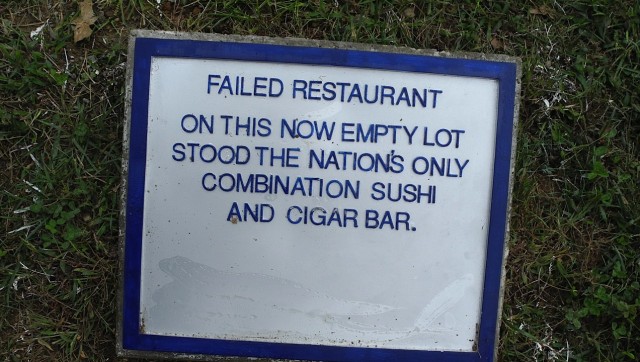 FAILED RESTAURANT
ON THIS NOW EMPTY LOT
STOOD THE NATION'S ONLY
COMBINATION SUSHI
AND CIGAR BAR.